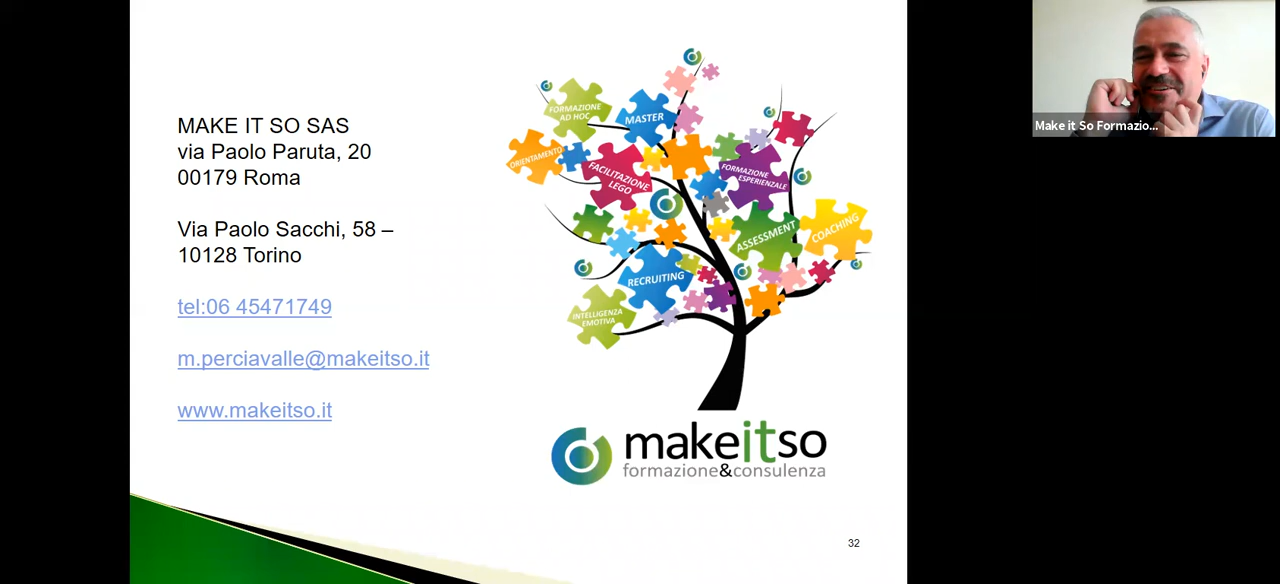 MAKE IT SO SAS
via Paolo Paruta, 20
00179 Roma
Via Paolo Sacchi, 58 –
10128 Torino
tel:06 45471749
m.perciavalle@makeitso.it
www.makeitso.it
FORMAZIONE
AD HOC
MASTER
ORIENTAMENTO
FACILITAZIONE
LEGO
FORMAZIONE
ESPERIENZALE
ASSESSMENT
COACHING
RECRUITING
INTELLIGENZA
EMOTIVA
makeitso
formazione&consulenza
32
Make it So Formazio...